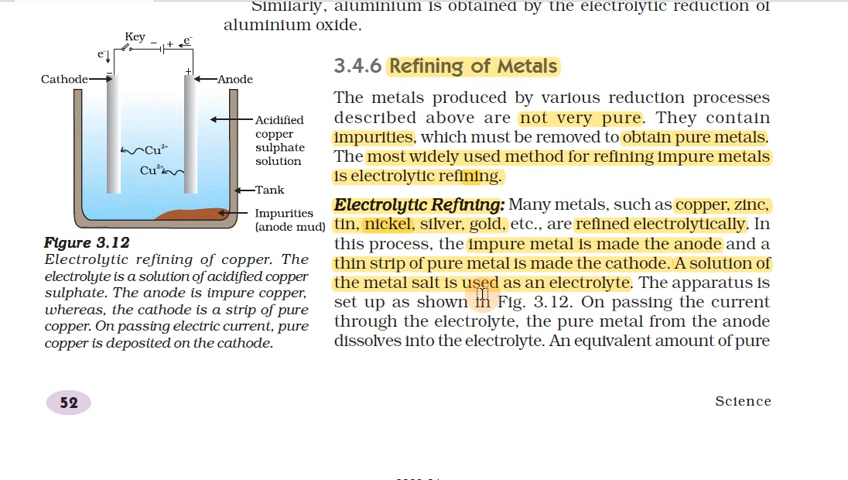 Similarly, aluminium is obtained by the electrolytic reduction of
aluminium oxide.
Key
e⁻
− + e⁻
− +
Cathode
Anode
Acidified
copper
sulphate
solution
Cu²⁺
Cu²⁺
Tank
Impurities
(anode mud)
Figure 3.12
Electrolytic refining of copper. The
electrolyte is a solution of acidified copper
sulphate. The anode is impure copper,
whereas, the cathode is a strip of pure
copper. On passing electric current, pure
copper is deposited on the cathode.
3.4.6 Refining of Metals
The metals produced by various reduction processes
described above are not very pure. They contain
impurities, which must be removed to obtain pure metals.
The most widely used method for refining impure metals
is electrolytic refining.
Electrolytic Refining: Many metals, such as copper, zinc,
tin, nickel, silver, gold, etc., are refined electrolytically. In
this process, the impure metal is made the anode and a
thin strip of pure metal is made the cathode. A solution of
the metal salt is used as an electrolyte. The apparatus is
set up as shown in Fig. 3.12. On passing the current
through the electrolyte, the pure metal from the anode
dissolves into the electrolyte. An equivalent amount of pure
52
Science